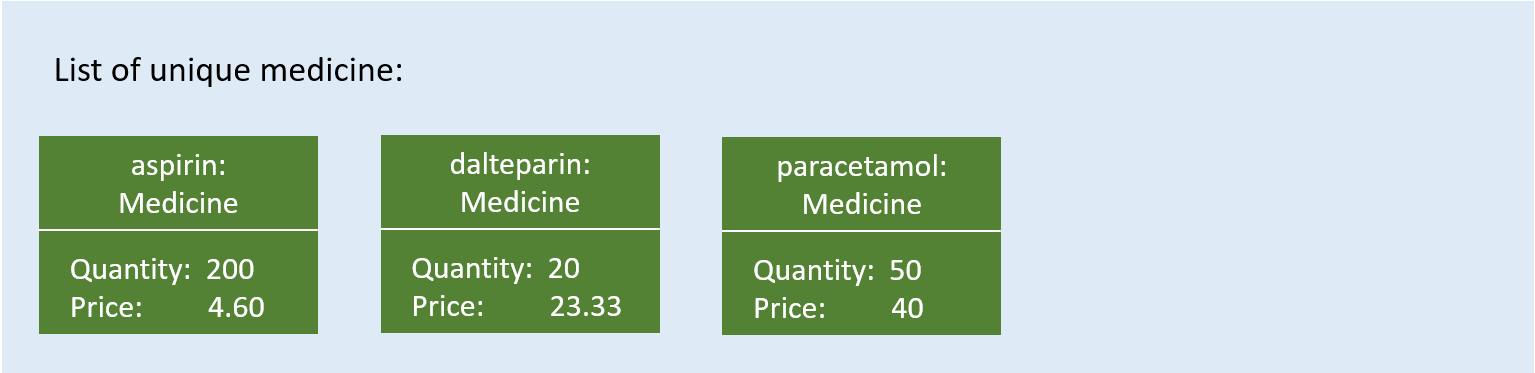 List of unique medicine:
aspirin:
Medicine
Quantity: 200
Price: 4.60
dalteparin:
Medicine
Quantity: 20
Price: 23.33
paracetamol:
Medicine
Quantity: 50
Price: 40